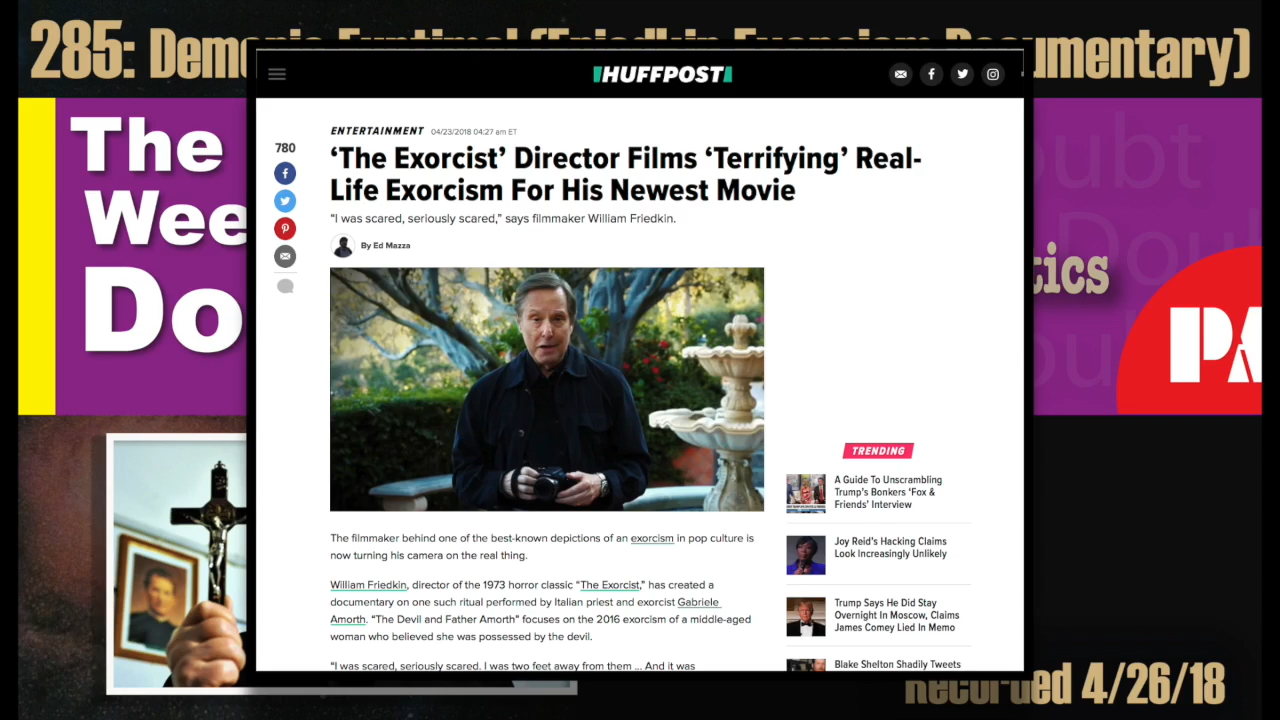 285:
umentary)
The
Wee
Do
tics
HUFFPOST
ENTERTAINMENT 04/23/2018 04:27 am ET
780
‘The Exorcist’ Director Films ‘Terrifying’ Real-
Life Exorcism For His Newest Movie
“I was scared, seriously scared,” says filmmaker William Friedkin.
By Ed Mazza
The filmmaker behind one of the best-known depictions of an exorcism in pop culture is
now turning his camera on the real thing.
William Friedkin, director of the 1973 horror classic “The Exorcist,” has created a
documentary on one such ritual performed by Italian priest and exorcist Gabriele
Amorth. “The Devil and Father Amorth” focuses on the 2016 exorcism of a middle-aged
woman who believed she was possessed by the devil.
“I was scared, seriously scared. I was two feet away from them ... And it was
TRENDING
A Guide To Unscrambling
Trump’s Bonkers ‘Fox &
Friends’ Interview
Joy Reid’s Hacking Claims
Look Increasingly Unlikely
Trump Says He Did Stay
Overnight In Moscow, Claims
James Comey Lied In Memo
Blake Shelton Shadily Tweets
Recorded 4/26/18